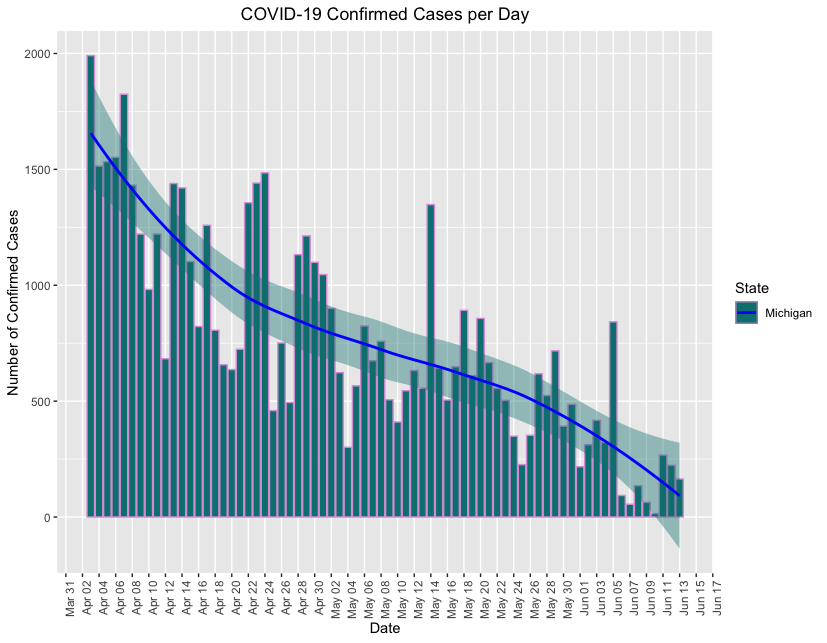 COVID-19 Confirmed Cases per Day
Number of Confirmed Cases
2000
1500
1000
500
0
Mar 31
Apr 02
Apr 04
Apr 06
Apr 08
Apr 10
Apr 12
Apr 14
Apr 16
Apr 18
Apr 20
Apr 22
Apr 24
Apr 26
Apr 28
Apr 30
May 02
May 04
May 06
May 08
May 10
May 12
May 14
May 16
May 18
May 20
May 22
May 24
May 26
May 28
May 30
Jun 01
Jun 03
Jun 05
Jun 07
Jun 09
Jun 11
Jun 13
Jun 15
Jun 17
Date
State
Michigan